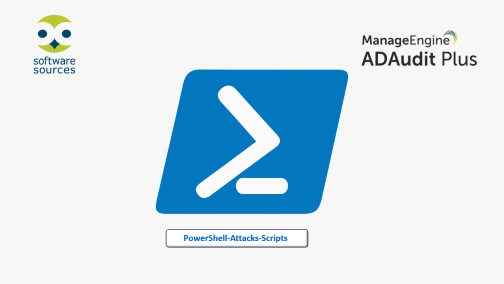 software
sources
ManageEngine
ADAudit Plus
PowerShell-Attacks-Scripts